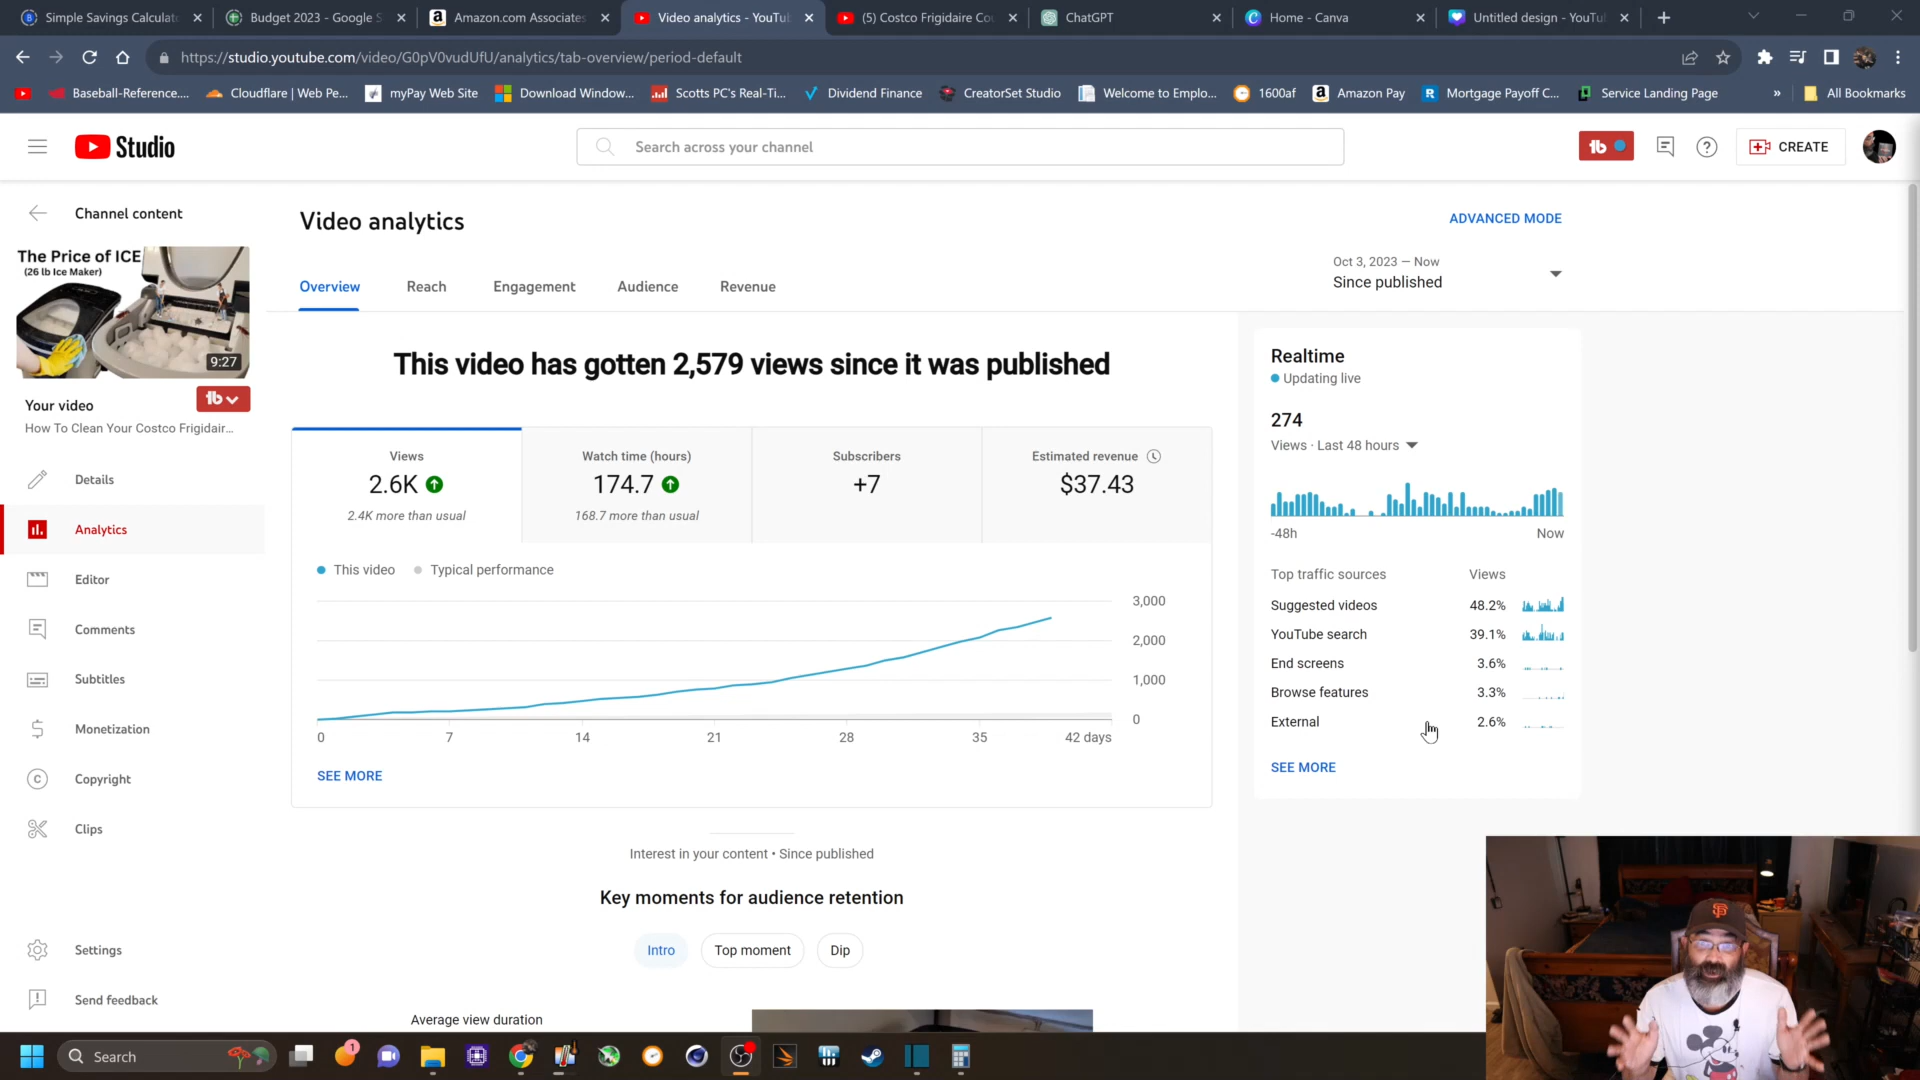 Simple Savings Calculat
Budget 2023 - Google S
Amazon.com Associates
Video analytics - YouTu
(5) Costco Frigidaire Co
ChatGPT
Home - Canva
Untitled design - YouTu
https://studio.youtube.com/video/G0pV0vudUfU/analytics/tab-overview/period-default
Baseball-Reference....
Cloudflare | Web Pe...
myPay Web Site
Download Window...
Scotts PC's Real-Ti...
Dividend Finance
CreatorSet Studio
Welcome to Emplo...
1600af
Amazon Pay
Mortgage Payoff C...
Service Landing Page
»
All Bookmarks
Studio
Search across your channel
tb
CREATE
Channel content
The Price of ICE
(26 lb Ice Maker)
9:27
Your video
tb
How To Clean Your Costco Frigidair...
Details
Analytics
Editor
Comments
Subtitles
Monetization
Copyright
Clips
Settings
Send feedback
Video analytics
ADVANCED MODE
Oct 3, 2023 – Now
Since published
Overview
Reach
Engagement
Audience
Revenue
This video has gotten 2,579 views since it was published
Views
2.6K
2.4K more than usual
Watch time (hours)
174.7
168.7 more than usual
Subscribers
+7
Estimated revenue
$37.43
This video
Typical performance
3,000
2,000
1,000
0
0 7 14 21 28 35 42 days
SEE MORE
Interest in your content • Since published
Key moments for audience retention
Intro
Top moment
Dip
Average view duration
Realtime
Updating live
274
Views · Last 48 hours
-48h
Now
Top traffic sources Views
Suggested videos 48.2%
YouTube search 39.1%
End screens 3.6%
Browse features 3.3%
External 2.6%
SEE MORE
Search
1